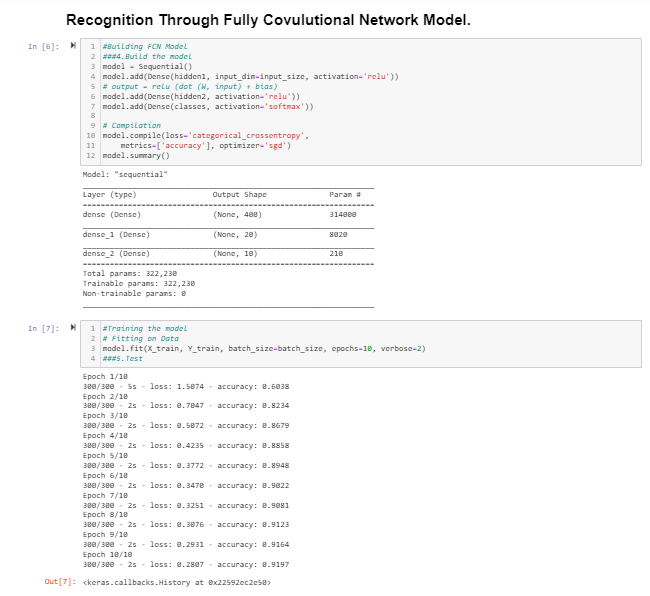 Recognition Through Fully Covulutional Network Model.
In [6]:
1 #Building FCN Model
2 ###4.Build the model
3 model = Sequential()
4 model.add(Dense(hidden1, input_dim=input_size, activation='relu'))
5 # output = relu (dot (W, input) + bias)
6 model.add(Dense(hidden2, activation='relu'))
7 model.add(Dense(classes, activation='softmax'))
8
9 # Compilation
10 model.compile(loss='categorical_crossentropy',
11 metrics=['accuracy'], optimizer='sgd')
12 model.summary()
Model: "sequential"
Layer (type) Output Shape Param #
dense (Dense) (None, 400) 314000
dense_1 (Dense) (None, 20) 8020
dense_2 (Dense) (None, 10) 210
Total params: 322,230
Trainable params: 322,230
Non-trainable params: 0
In [7]:
1 #Training the model
2 # Fitting on Data
3 model.fit(X_train, Y_train, batch_size=batch_size, epochs=10, verbose=2)
4 ###5.Test
Epoch 1/10
300/300 - 5s - loss: 1.5074 - accuracy: 0.6038
Epoch 2/10
300/300 - 2s - loss: 0.7047 - accuracy: 0.8234
Epoch 3/10
300/300 - 2s - loss: 0.5072 - accuracy: 0.8679
Epoch 4/10
300/300 - 2s - loss: 0.4235 - accuracy: 0.8858
Epoch 5/10
300/300 - 2s - loss: 0.3772 - accuracy: 0.8948
Epoch 6/10
300/300 - 2s - loss: 0.3470 - accuracy: 0.9022
Epoch 7/10
300/300 - 2s - loss: 0.3251 - accuracy: 0.9081
Epoch 8/10
300/300 - 2s - loss: 0.3076 - accuracy: 0.9123
Epoch 9/10
300/300 - 2s - loss: 0.2931 - accuracy: 0.9164
Epoch 10/10
300/300 - 2s - loss: 0.2807 - accuracy: 0.9197
Out[7]: <keras.callbacks.History at 0x22592ec2e50>